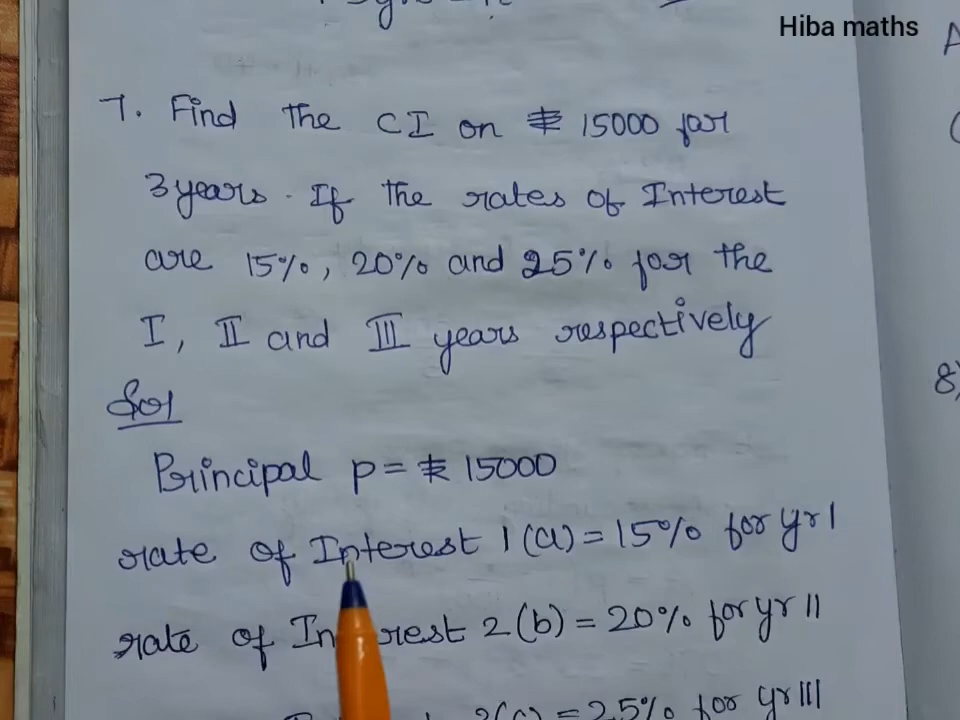 Hiba maths
7. Find the CI on ₹ 15000 for
3 years. If the rates of Interest
are 15%, 20% and 25% for the
I, II and III years respectively
Sol
Principal p = ₹ 15000
rate of Interest 1 (a) = 15% for yr I
rate of In rest 2 (b) = 20% for yr II
= 25% for yr III
8)